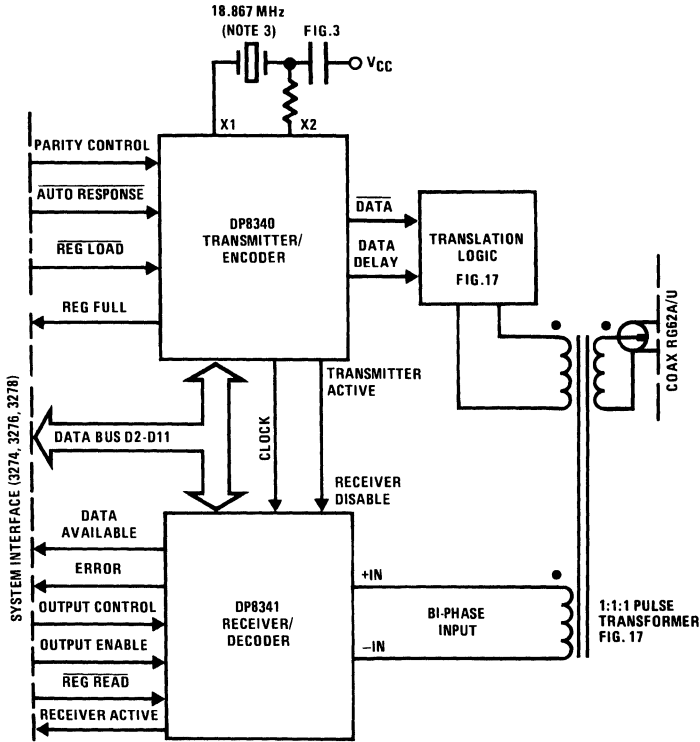 18.867 MHz
(NOTE 3)
FIG.3
VCC
X1
X2
PARITY CONTROL
AUTO RESPONSE
REG LOAD
REG FULL
DP8340
TRANSMITTER/
ENCODER
DATA
DATA
DELAY
TRANSLATION
LOGIC
FIG.17
COAX RG62A/U
TRANSMITTER
ACTIVE
DATA BUS D2-D11
CLOCK
RECEIVER
DISABLE
SYSTEM INTERFACE (3274, 3276, 3278)
DATA
AVAILABLE
ERROR
OUTPUT CONTROL
OUTPUT ENABLE
REG READ
RECEIVER ACTIVE
DP8341
RECEIVER/
DECODER
+IN
BI-PHASE
INPUT
–IN
1:1:1 PULSE
TRANSFORMER
FIG. 17